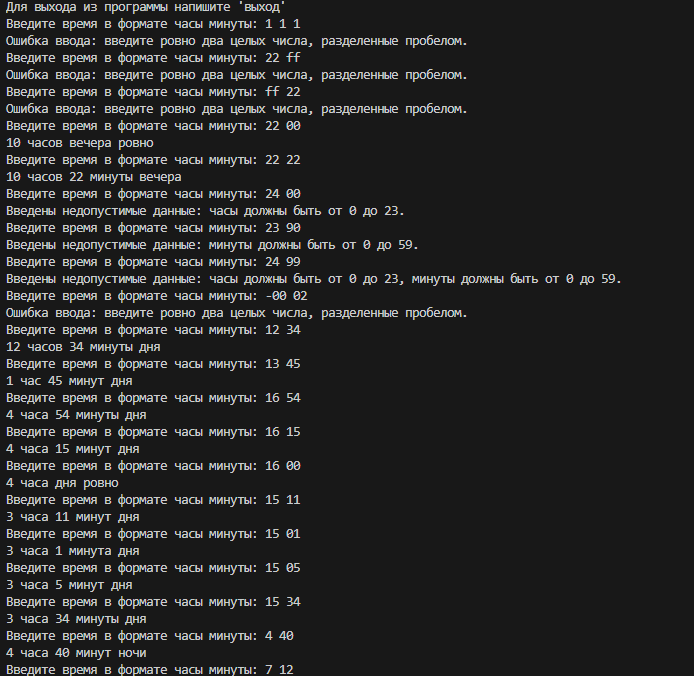 Для выхода из программы напишите 'выход'
Введите время в формате часы минуты: 1 1 1
Ошибка ввода: введите ровно два целых числа, разделенные пробелом.
Введите время в формате часы минуты: 22 ff
Ошибка ввода: введите ровно два целых числа, разделенные пробелом.
Введите время в формате часы минуты: ff 22
Ошибка ввода: введите ровно два целых числа, разделенные пробелом.
Введите время в формате часы минуты: 22 00
10 часов вечера ровно
Введите время в формате часы минуты: 22 22
10 часов 22 минуты вечера
Введите время в формате часы минуты: 24 00
Введены недопустимые данные: часы должны быть от 0 до 23.
Введите время в формате часы минуты: 23 90
Введены недопустимые данные: минуты должны быть от 0 до 59.
Введите время в формате часы минуты: 24 99
Введены недопустимые данные: часы должны быть от 0 до 23, минуты должны быть от 0 до 59.
Введите время в формате часы минуты: -00 02
Ошибка ввода: введите ровно два целых числа, разделенные пробелом.
Введите время в формате часы минуты: 12 34
12 часов 34 минуты дня
Введите время в формате часы минуты: 13 45
1 час 45 минут дня
Введите время в формате часы минуты: 16 54
4 часа 54 минуты дня
Введите время в формате часы минуты: 16 15
4 часа 15 минут дня
Введите время в формате часы минуты: 16 00
4 часа дня ровно
Введите время в формате часы минуты: 15 11
3 часа 11 минут дня
Введите время в формате часы минуты: 15 01
3 часа 1 минута дня
Введите время в формате часы минуты: 15 05
3 часа 5 минут дня
Введите время в формате часы минуты: 15 34
3 часа 34 минуты дня
Введите время в формате часы минуты: 4 40
4 часа 40 минут ночи
Введите время в формате часы минуты: 7 12